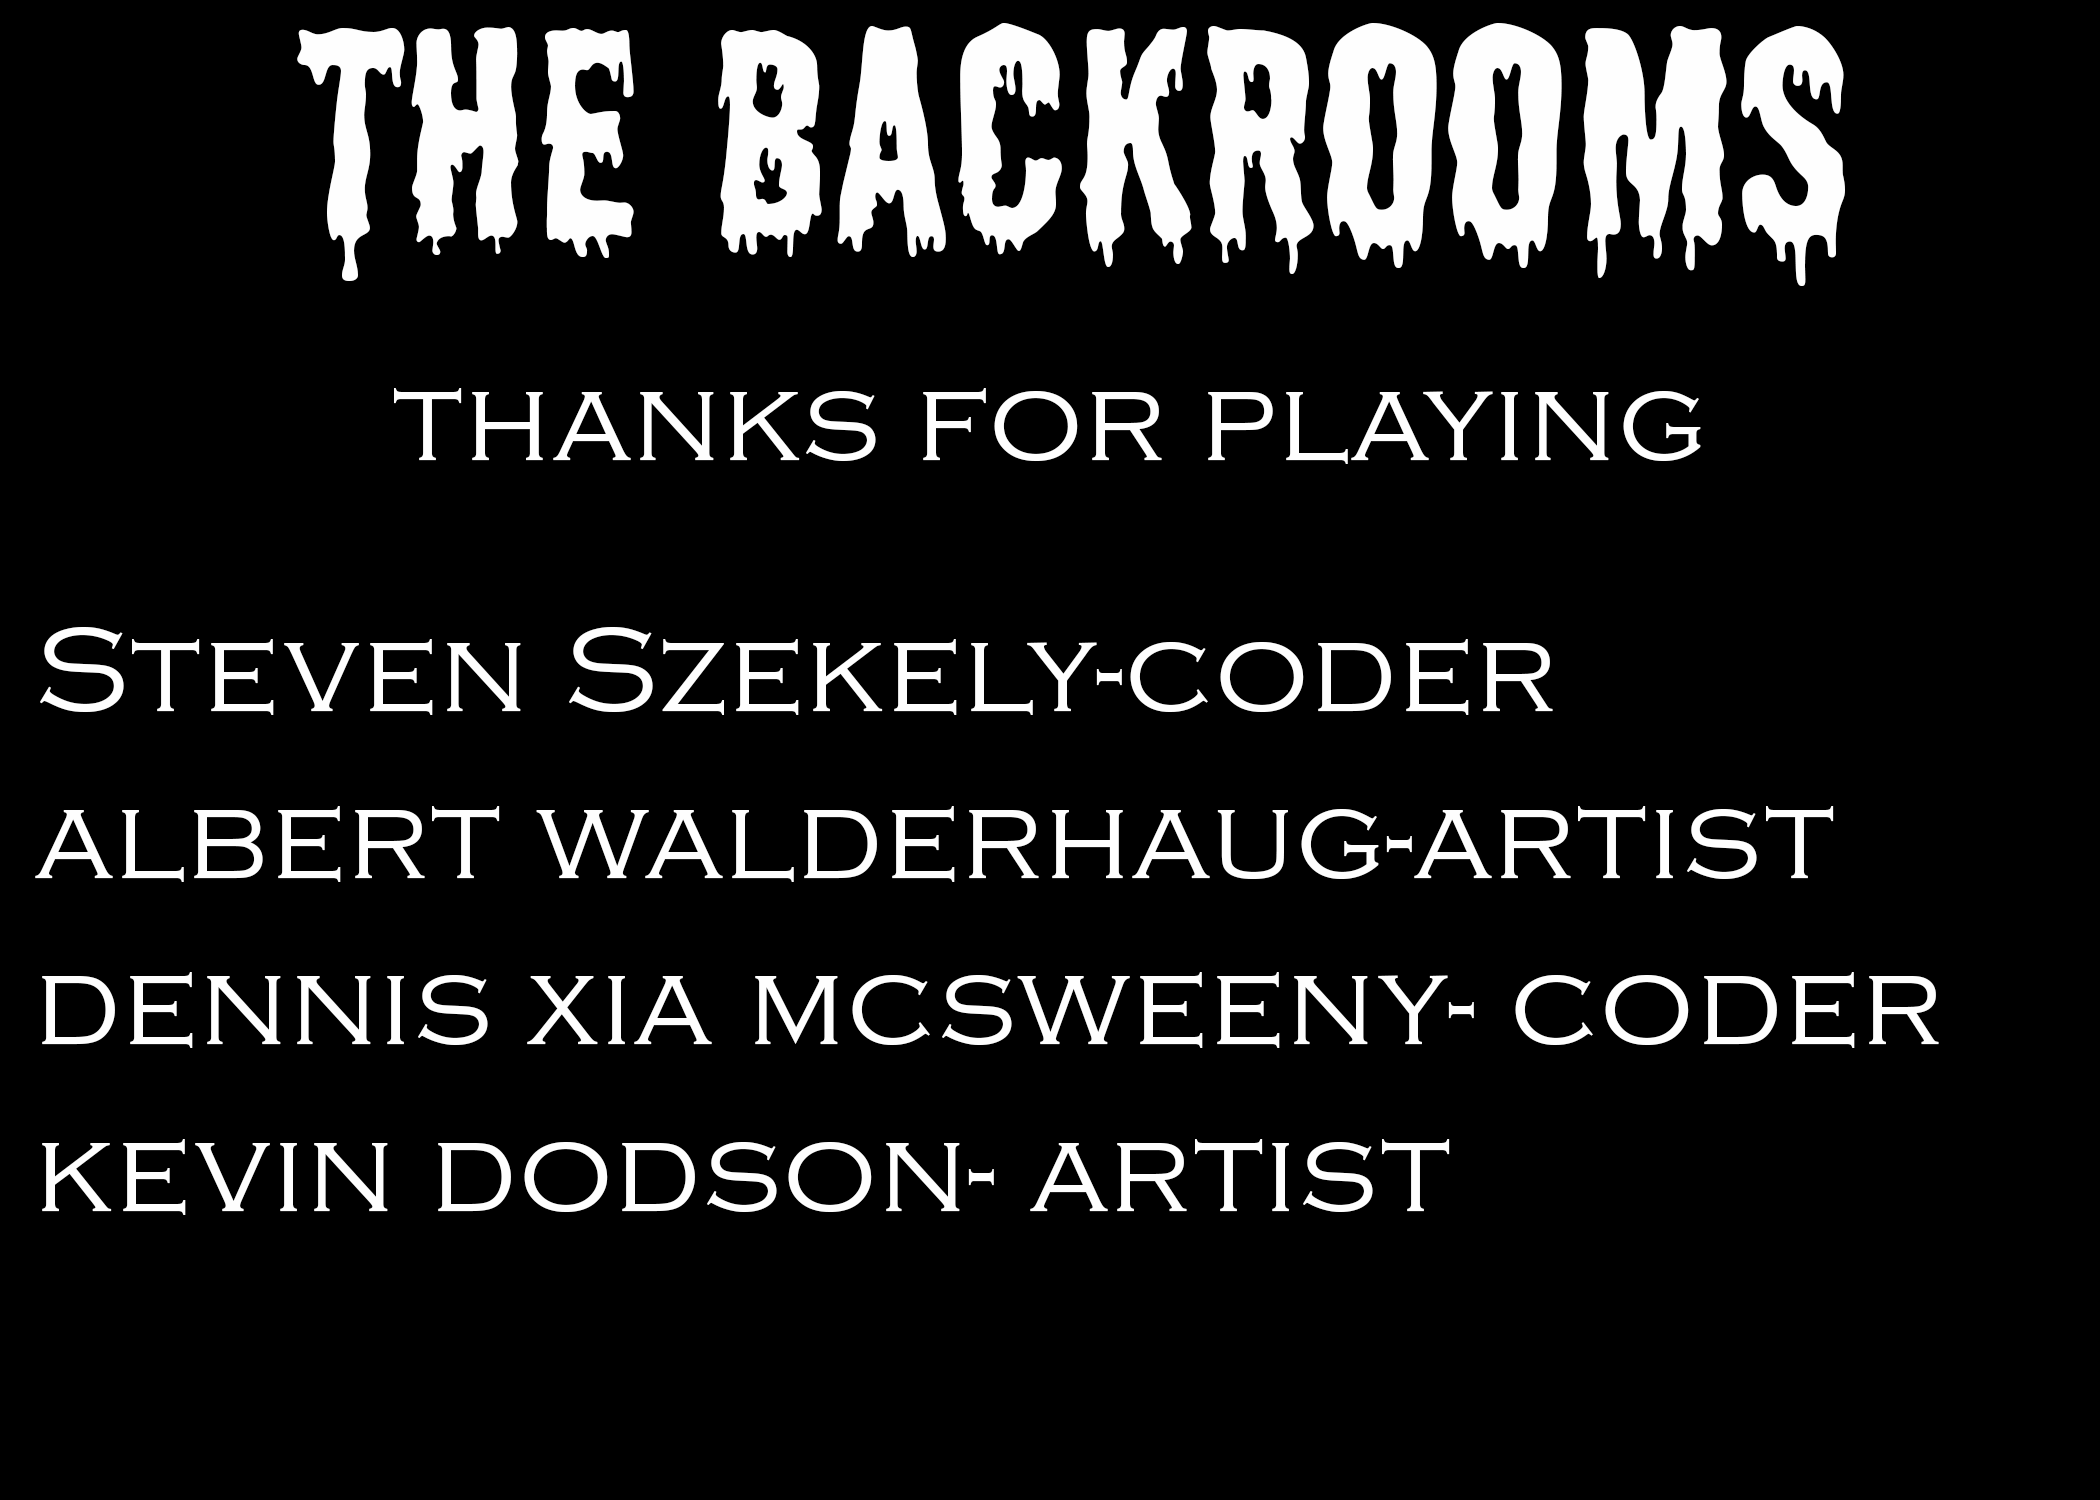 THE BACKROOMS
THANKS FOR PLAYING
STEVEN SZEKELY-CODER
ALBERT WALDERHAUG-ARTIST
DENNIS XIA MCSWEENY- CODER
KEVIN DODSON- ARTIST